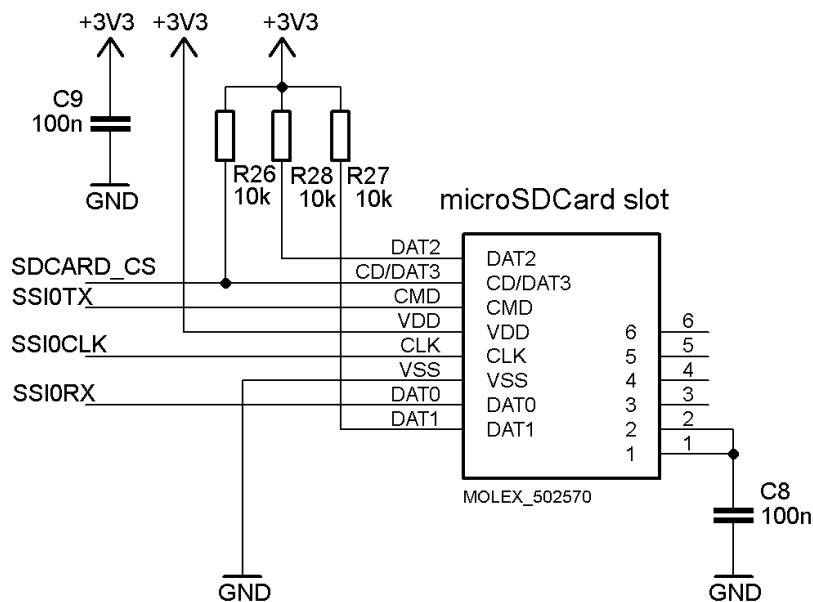 +3V3 +3V3 +3V3
C9
100n
GND
R26 R28 R27
10k 10k 10k
microSDCard slot
SDCARD_CS
SSI0TX
SSI0CLK
SSI0RX
DAT2
CD/DAT3
CMD
VDD
CLK
VSS
DAT0
DAT1
DAT2
CD/DAT3
CMD
VDD
CLK
VSS
DAT0
DAT1
6
5
4
3
2
1
6
5
4
3
2
1
MOLEX_502570
C8
100n
GND
GND